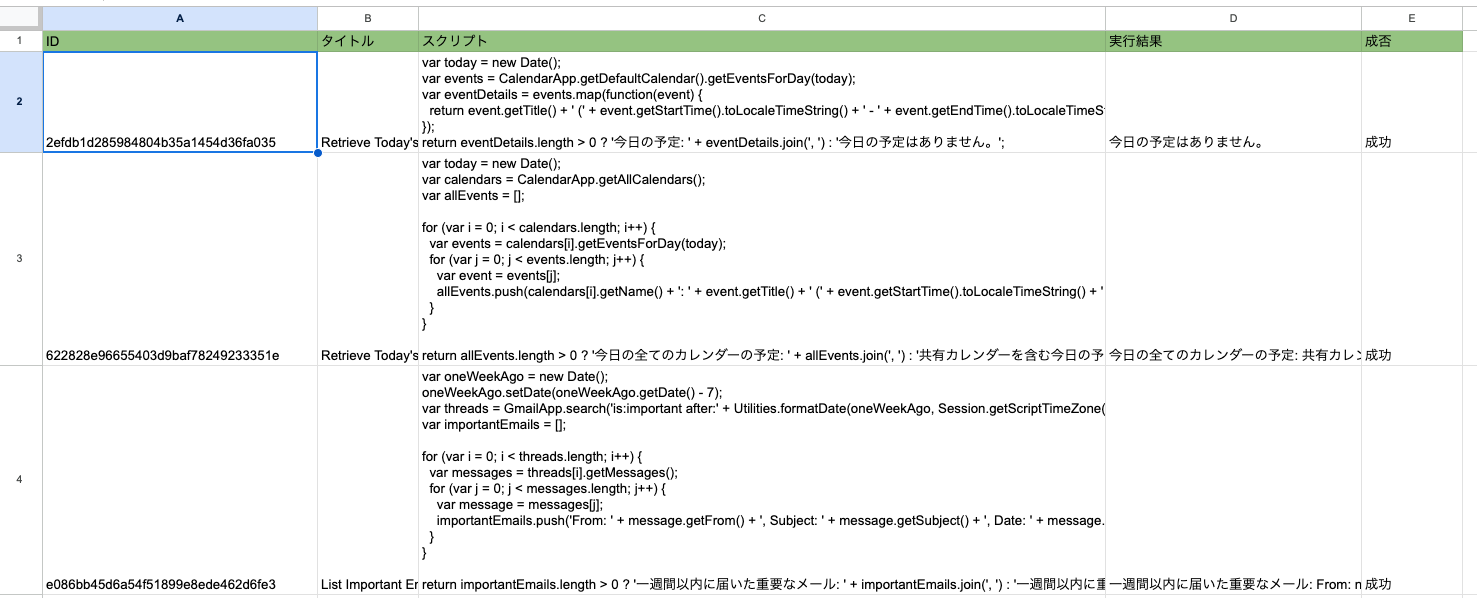 A B C D E
1 ID タイトル スクリプト 実行結果 成否
var today = new Date();
var events = CalendarApp.getDefaultCalendar().getEventsForDay(today);
var eventDetails = events.map(function(event) {
return event.getTitle() + ' (' + event.getStartTime().toLocaleTimeString() + ' - ' + event.getEndTime().toLocaleTimeS
});
2 2efdb1d285984804b35a1454d36fa035 Retrieve Today's return eventDetails.length > 0 ? '今日の予定: ' + eventDetails.join(', ') : '今日の予定はありません。'; 今日の予定はありません。 成功
var today = new Date();
var calendars = CalendarApp.getAllCalendars();
var allEvents = [];
for (var i = 0; i < calendars.length; i++) {
var events = calendars[i].getEventsForDay(today);
for (var j = 0; j < events.length; j++) {
var event = events[j];
allEvents.push(calendars[i].getName() + ': ' + event.getTitle() + ' (' + event.getStartTime().toLocaleTimeString() + '
}
}
3 622828e96655403d9baf78249233351e Retrieve Today's return allEvents.length > 0 ? '今日の全てのカレンダーの予定: ' + allEvents.join(', ') : '共有カレンダーを含む今日の予 今日の全てのカレンダーの予定: 共有カレン 成功
var oneWeekAgo = new Date();
oneWeekAgo.setDate(oneWeekAgo.getDate() - 7);
var threads = GmailApp.search('is:important after:' + Utilities.formatDate(oneWeekAgo, Session.getScriptTimeZone(
var importantEmails = [];
for (var i = 0; i < threads.length; i++) {
var messages = threads[i].getMessages();
for (var j = 0; j < messages.length; j++) {
var message = messages[j];
importantEmails.push('From: ' + message.getFrom() + ', Subject: ' + message.getSubject() + ', Date: ' + message.
}
}
4 e086bb45d6a54f51899e8ede462d6fe3 List Important Er return importantEmails.length > 0 ? '一週間以内に届いた重要なメール: ' + importantEmails.join(', ') : '一週間以内に重 一週間以内に届いた重要なメール: From: n 成功